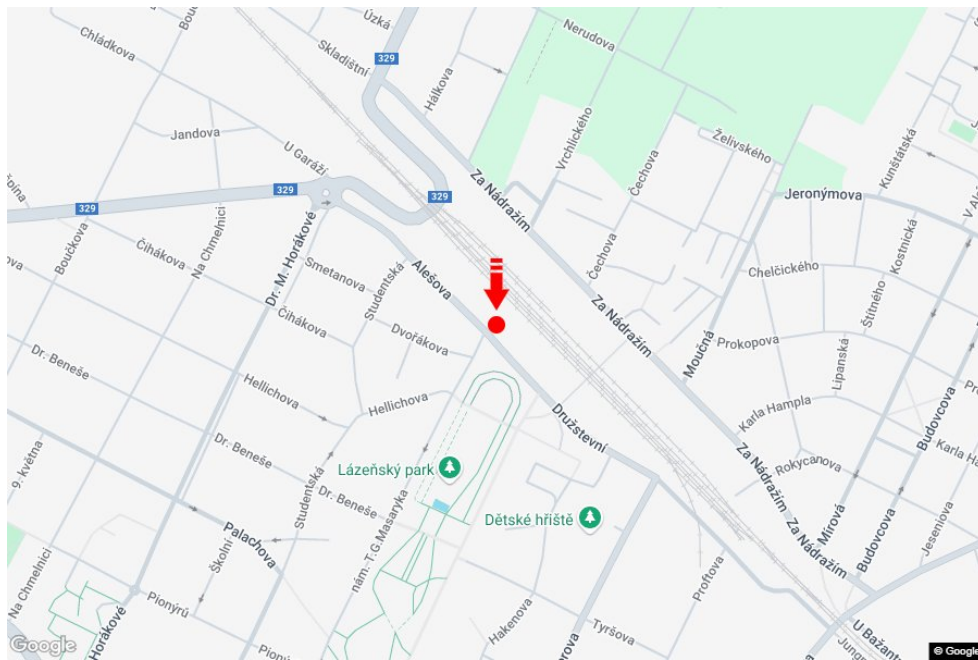 Úzká
Skladištní
329
Chládkova
Hálkova
Nerudova
Vrchlického
Čechova
Želivského
Kunštátská
Jandova
U Garáží
329
329
329
Za Nádražím
Jeronýmova
Boučkova
Čihákova
Na Chmelnici
Dr. M. Horákové
Smetanova
Studentská
Alešova
Čechova
Za Nádražím
Chelčického
Kostnická
Štítného
Moučná
Prokopova
Lipanská
Čihákova
Dvořákova
Dr. Beneše
Hellichova
Hellichova
Družstevní
Karla Hampla
Budovcova
Dr. Beneše
Lázeňský park
Za Nádražím
Rokycanova
9. května
Studentská
Dr. Beneše
nám. T.G.Masaryka
Dětské hřiště
Mírová
Za Nádražím
Budovcova
Jeseniova
Palachova
Školní
Na Chmelnici
Pionýrů
Horákové
Pionýrů
Hakenova
Tyršova
Proftova
U Bažant
Google
© Google